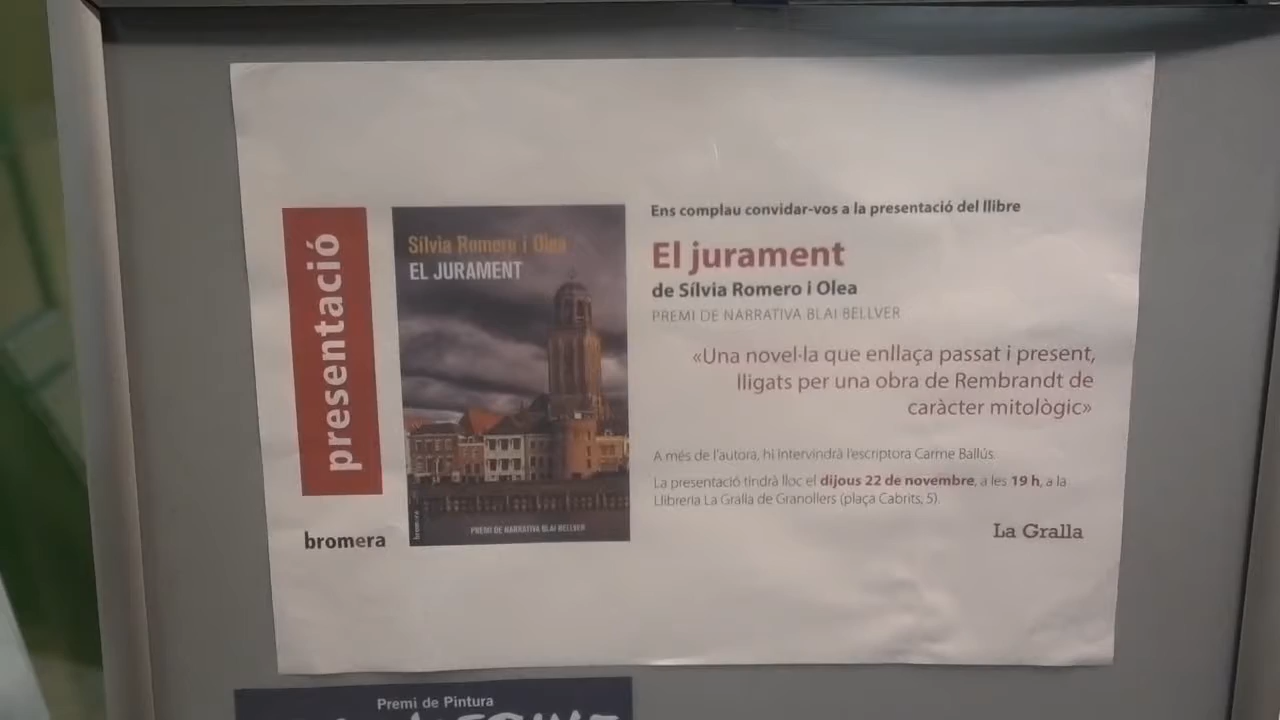 presentació
bromera
Sílvia Romero i Olea
EL JURAMENT
bromera
PREMI DE NARRATIVA BLAI BELLVER
Ens complau convidar-vos a la presentació del llibre
El jurament
de Sílvia Romero i Olea
PREMI DE NARRATIVA BLAI BELLVER
«Una novel·la que enllaça passat i present,
lligats per una obra de Rembrandt de
caràcter mitològic»
A més de l'autora, hi intervindrà l'escriptora Carme Ballús.
La presentació tindrà lloc el dijous 22 de novembre, a les 19 h, a la
Llibreria La Gralla de Granollers (plaça Cabrits, 5).
La Gralla
Premi de Pintura